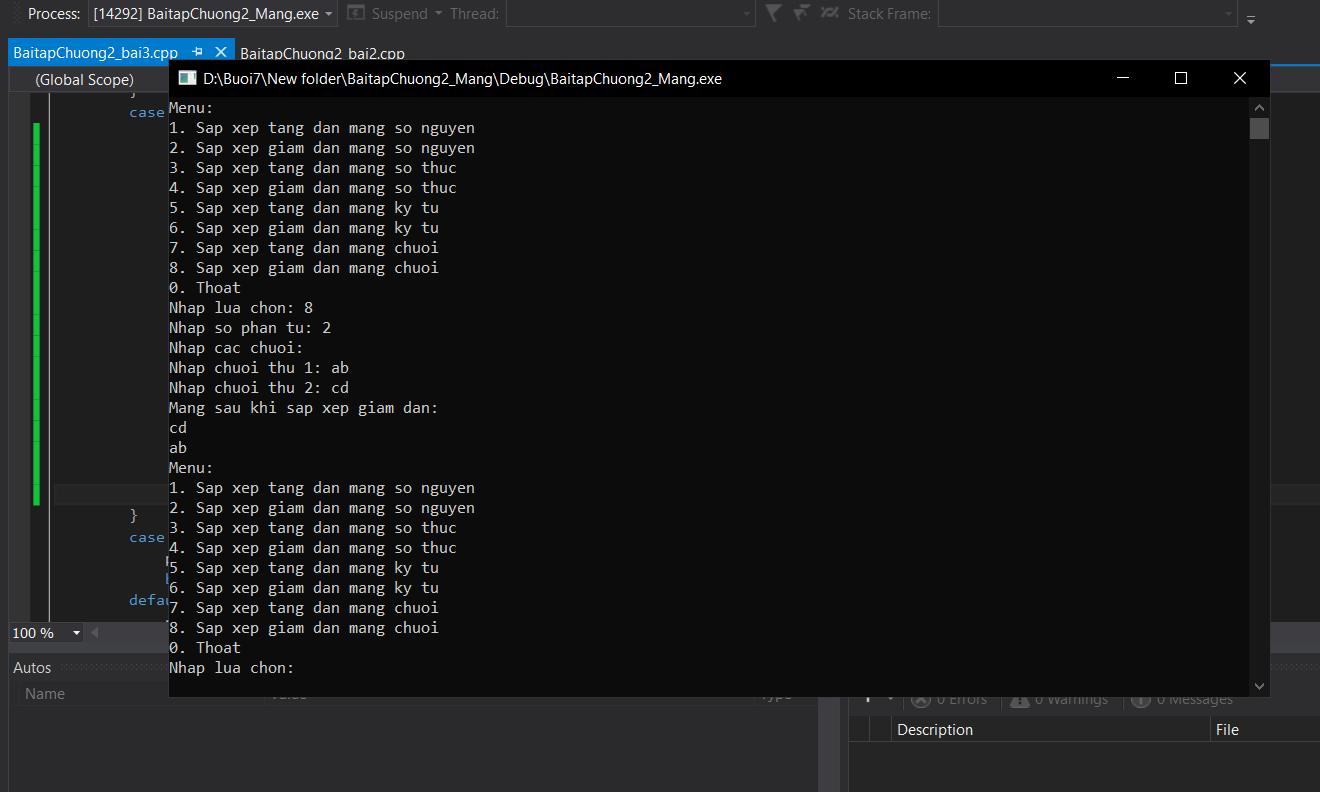 Process: [14292] BaitapChuong2_Mang.exe Suspend Thread: Stack Frame:
BaitapChuong2_bai3.cpp BaitapChuong2_bai2.cpp
(Global Scope)
D:\Buoi7\New folder\BaitapChuong2_Mang\Debug\BaitapChuong2_Mang.exe
case
Menu:
1. Sap xep tang dan mang so nguyen
2. Sap xep giam dan mang so nguyen
3. Sap xep tang dan mang so thuc
4. Sap xep giam dan mang so thuc
5. Sap xep tang dan mang ky tu
6. Sap xep giam dan mang ky tu
7. Sap xep tang dan mang chuoi
8. Sap xep giam dan mang chuoi
0. Thoat
Nhap lua chon: 8
Nhap so phan tu: 2
Nhap cac chuoi:
Nhap chuoi thu 1: ab
Nhap chuoi thu 2: cd
Mang sau khi sap xep giam dan:
cd
ab
Menu:
1. Sap xep tang dan mang so nguyen
2. Sap xep giam dan mang so nguyen
3. Sap xep tang dan mang so thuc
4. Sap xep giam dan mang so thuc
5. Sap xep tang dan mang ky tu
6. Sap xep giam dan mang ky tu
7. Sap xep tang dan mang chuoi
8. Sap xep giam dan mang chuoi
0. Thoat
Nhap lua chon:
}
case
defau
100 %
Autos
Name
0 Errors 0 Warnings 0 Messages
Description File